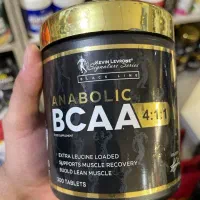 KEVIN LEVRONE
Signature Series
BLACK LINE
ANABOLIC
BCAA
4:1:1
EXTRA LEUCINE LOADED
SUPPORTS MUSCLE RECOVERY
BUILD LEAN MUSCLE
300 TABLETS